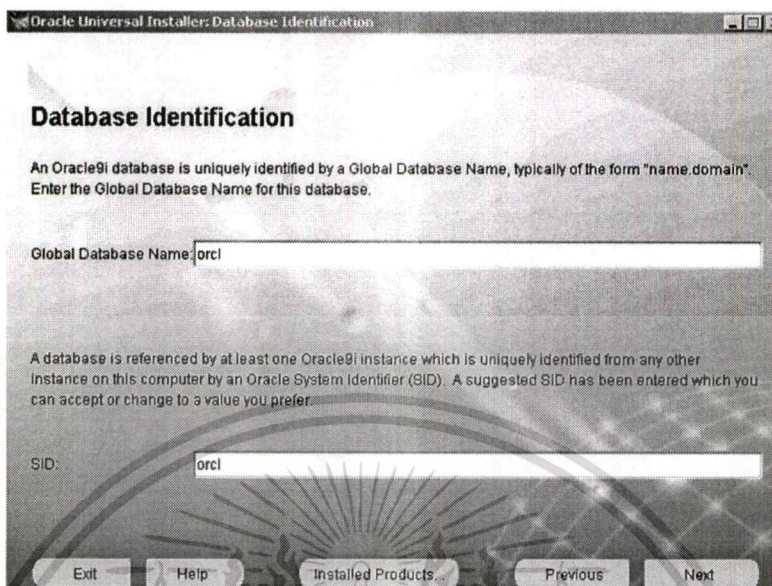 Oracle Universal Installer: Database Identification
Database Identification
An Oracle9i database is uniquely identified by a Global Database Name, typically of the form "name.domain".
Enter the Global Database Name for this database.
Global Database Name: orcl
A database is referenced by at least one Oracle9i instance which is uniquely identified from any other
instance on this computer by an Oracle System Identifier (SID). A suggested SID has been entered which you
can accept or change to a value you prefer.
SID: orcl
Exit Help Installed Products... Previous Next